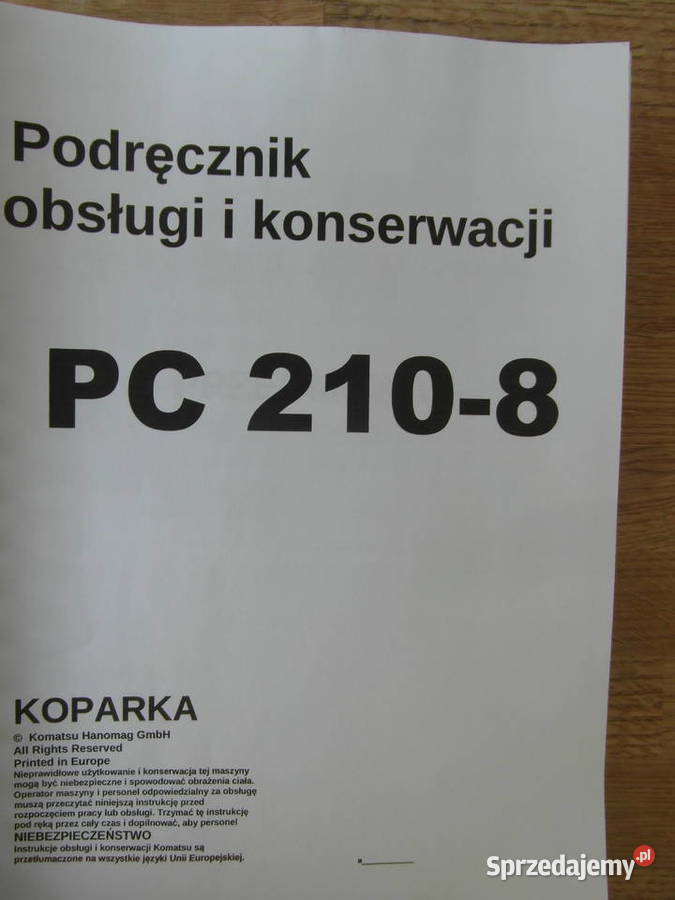 Podręcznik
obsługi i konserwacji
PC 210-8
KOPARKA
© Komatsu Hanomag GmbH
All Rights Reserved
Printed in Europe
Nieprawidłowe użytkowanie i konserwacja tej maszyny
mogą być niebezpieczne i spowodować obrażenia ciała.
Operator maszyny i personel odpowiedzialny za obsługę
muszą przeczytać niniejszą instrukcję przed
rozpoczęciem pracy lub obsługi. Trzymać tę instrukcję
pod ręką przez cały czas i dopilnować, aby personel
NIEBEZPIECZEŃSTWO
Instrukcje obsługi i konserwacji Komatsu są
przetłumaczone na wszystkie języki Unii Europejskiej.
Sprzedajemy.pl